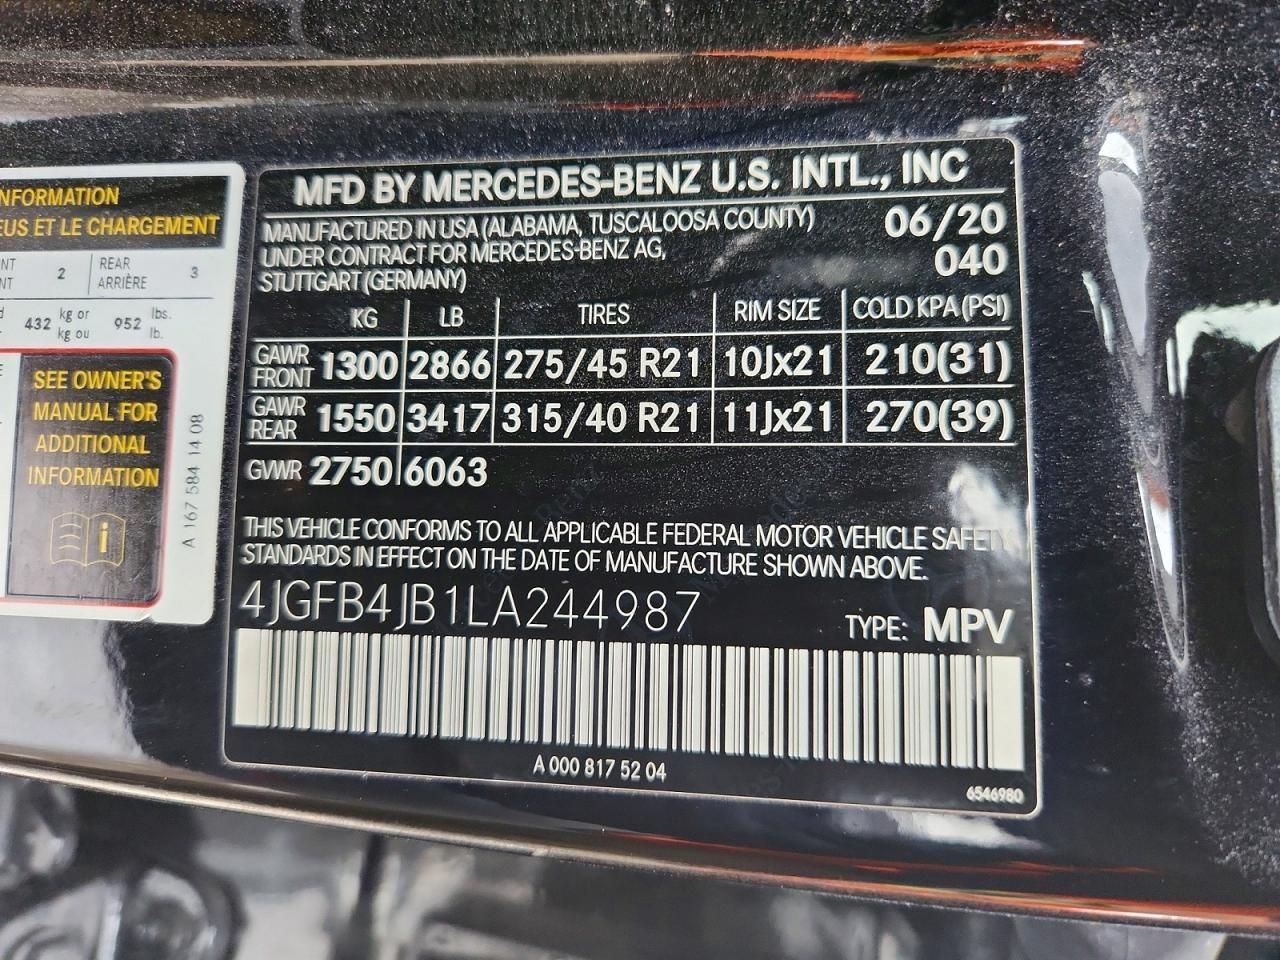 NFORMATION
EUS ET LE CHARGEMENT
NT 2 REAR 3
NT ARRIÈRE
432 kg or 952 lbs.
kg ou lb.
SEE OWNER'S
MANUAL FOR
ADDITIONAL
INFORMATION
A 167 584 14 08
MFD BY MERCEDES-BENZ U.S. INTL., INC
MANUFACTURED IN USA (ALABAMA, TUSCALOOSA COUNTY) 06/20
UNDER CONTRACT FOR MERCEDES-BENZ AG, 040
STUTTGART (GERMANY)
KG LB TIRES RIM SIZE COLD KPA (PSI)
GAWR FRONT 1300 2866 275/45 R21 10Jx21 210(31)
GAWR REAR 1550 3417 315/40 R21 11Jx21 270(39)
GVWR 2750 6063
THIS VEHICLE CONFORMS TO ALL APPLICABLE FEDERAL MOTOR VEHICLE SAFETY
STANDARDS IN EFFECT ON THE DATE OF MANUFACTURE SHOWN ABOVE.
4JGFB4JB1LA244987 TYPE: MPV
A 000 817 52 04
6546980